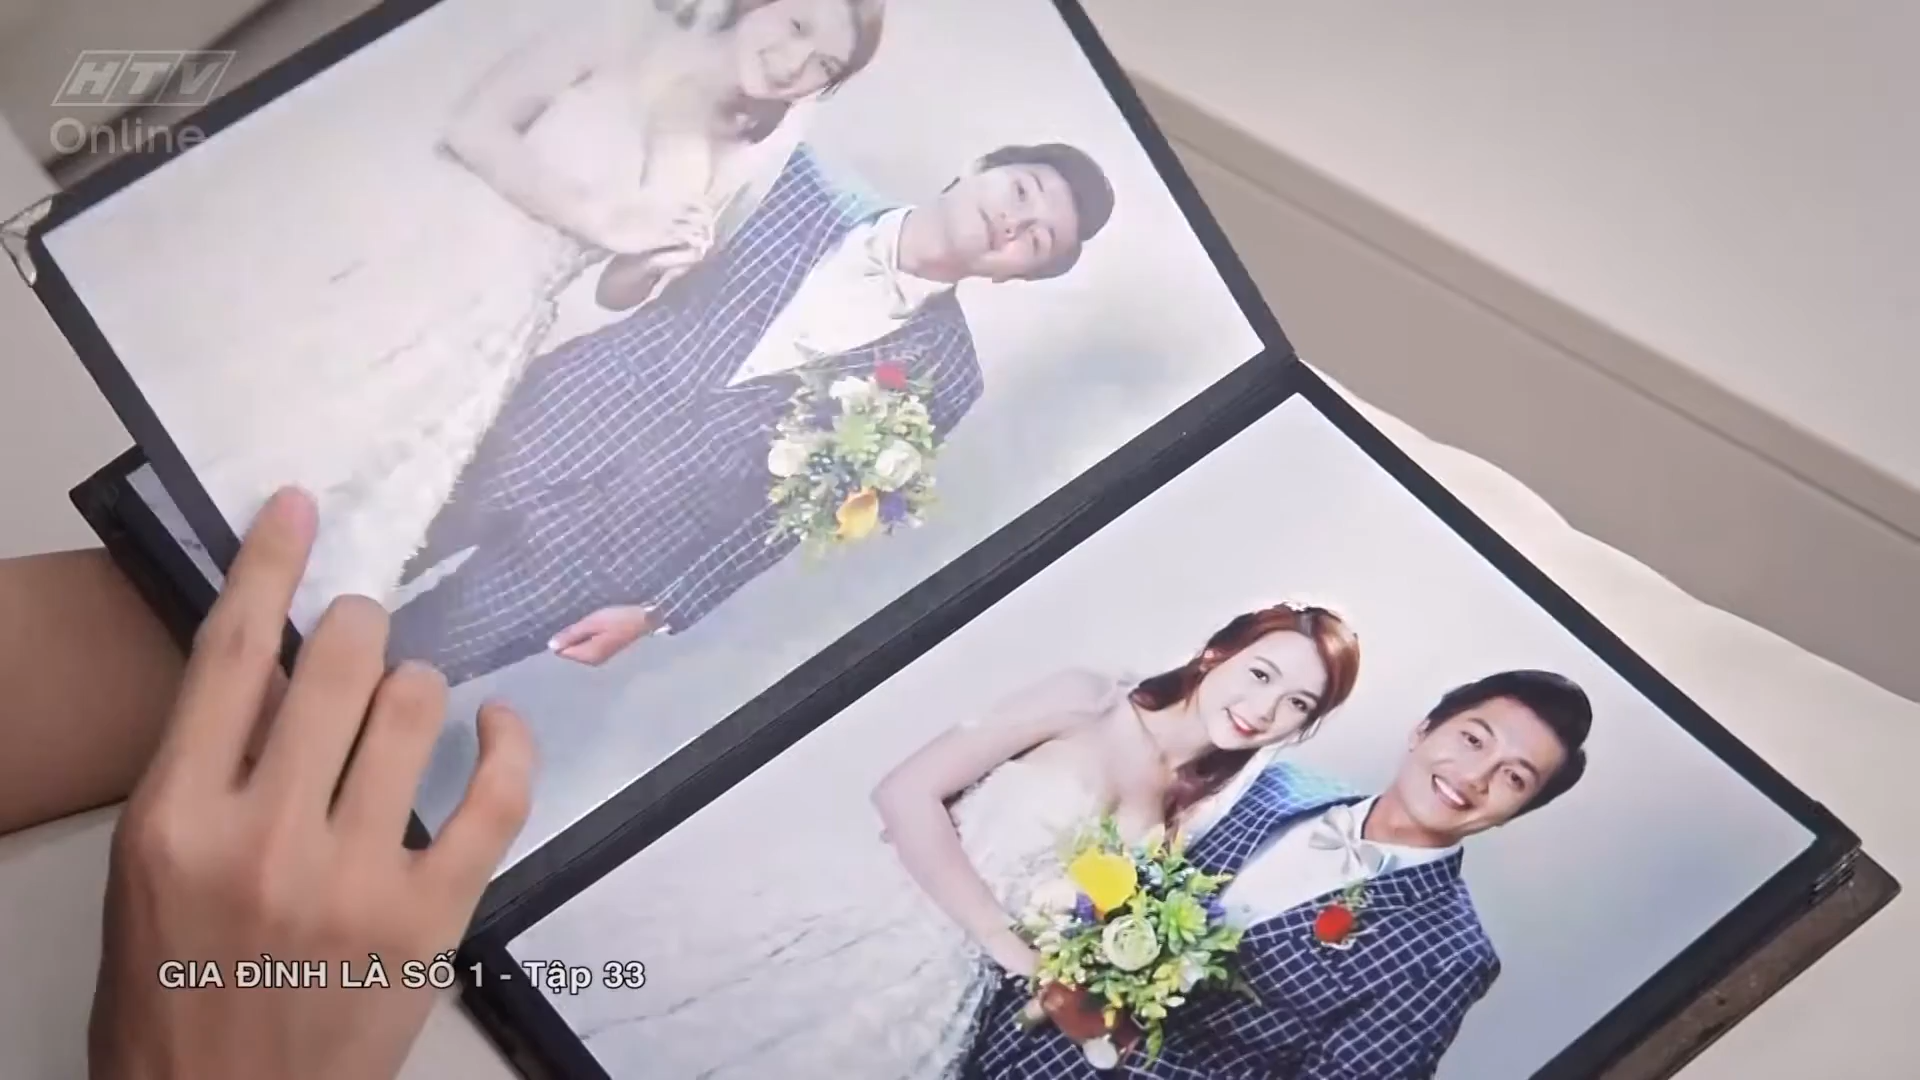 HTV
Online
GIA ĐÌNH LÀ SỐ 1 - Tập 33